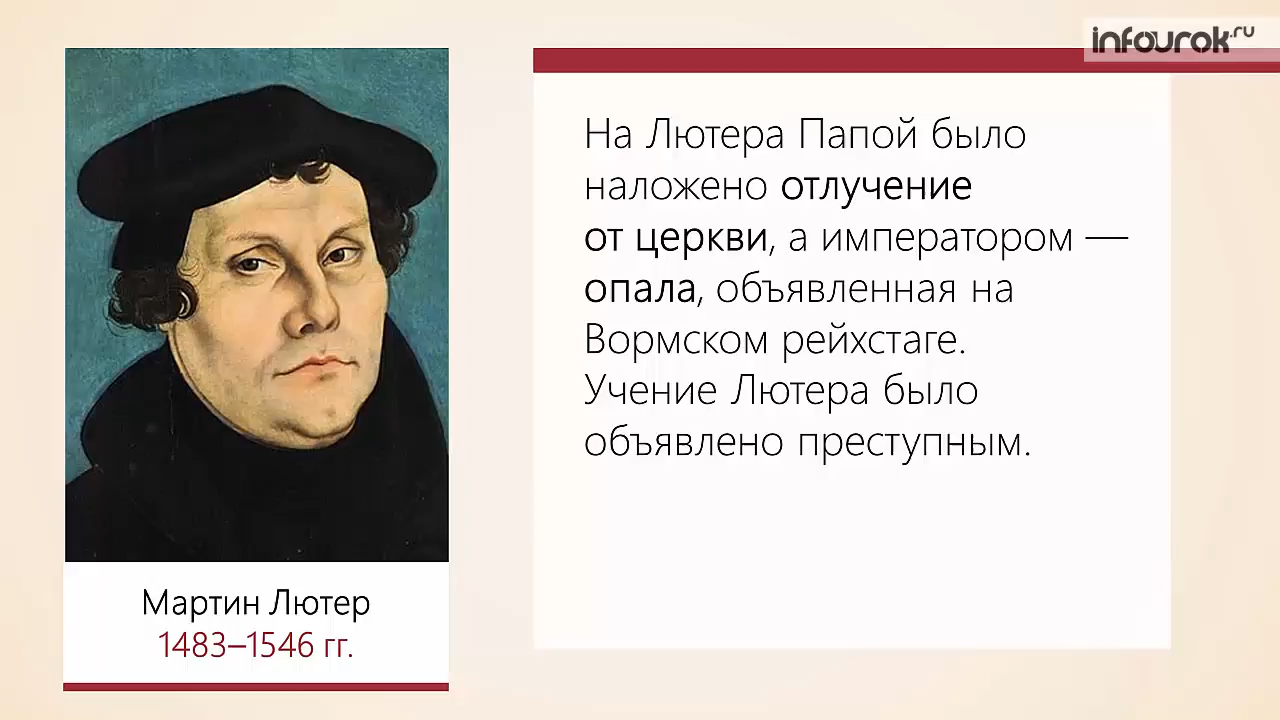 infourok.ru
На Лютера Папой было
наложено отлучение
от церкви, а императором —
опала, объявленная на
Вормском рейхстаге.
Учение Лютера было
объявлено преступным.
Мартин Лютер
1483–1546 гг.